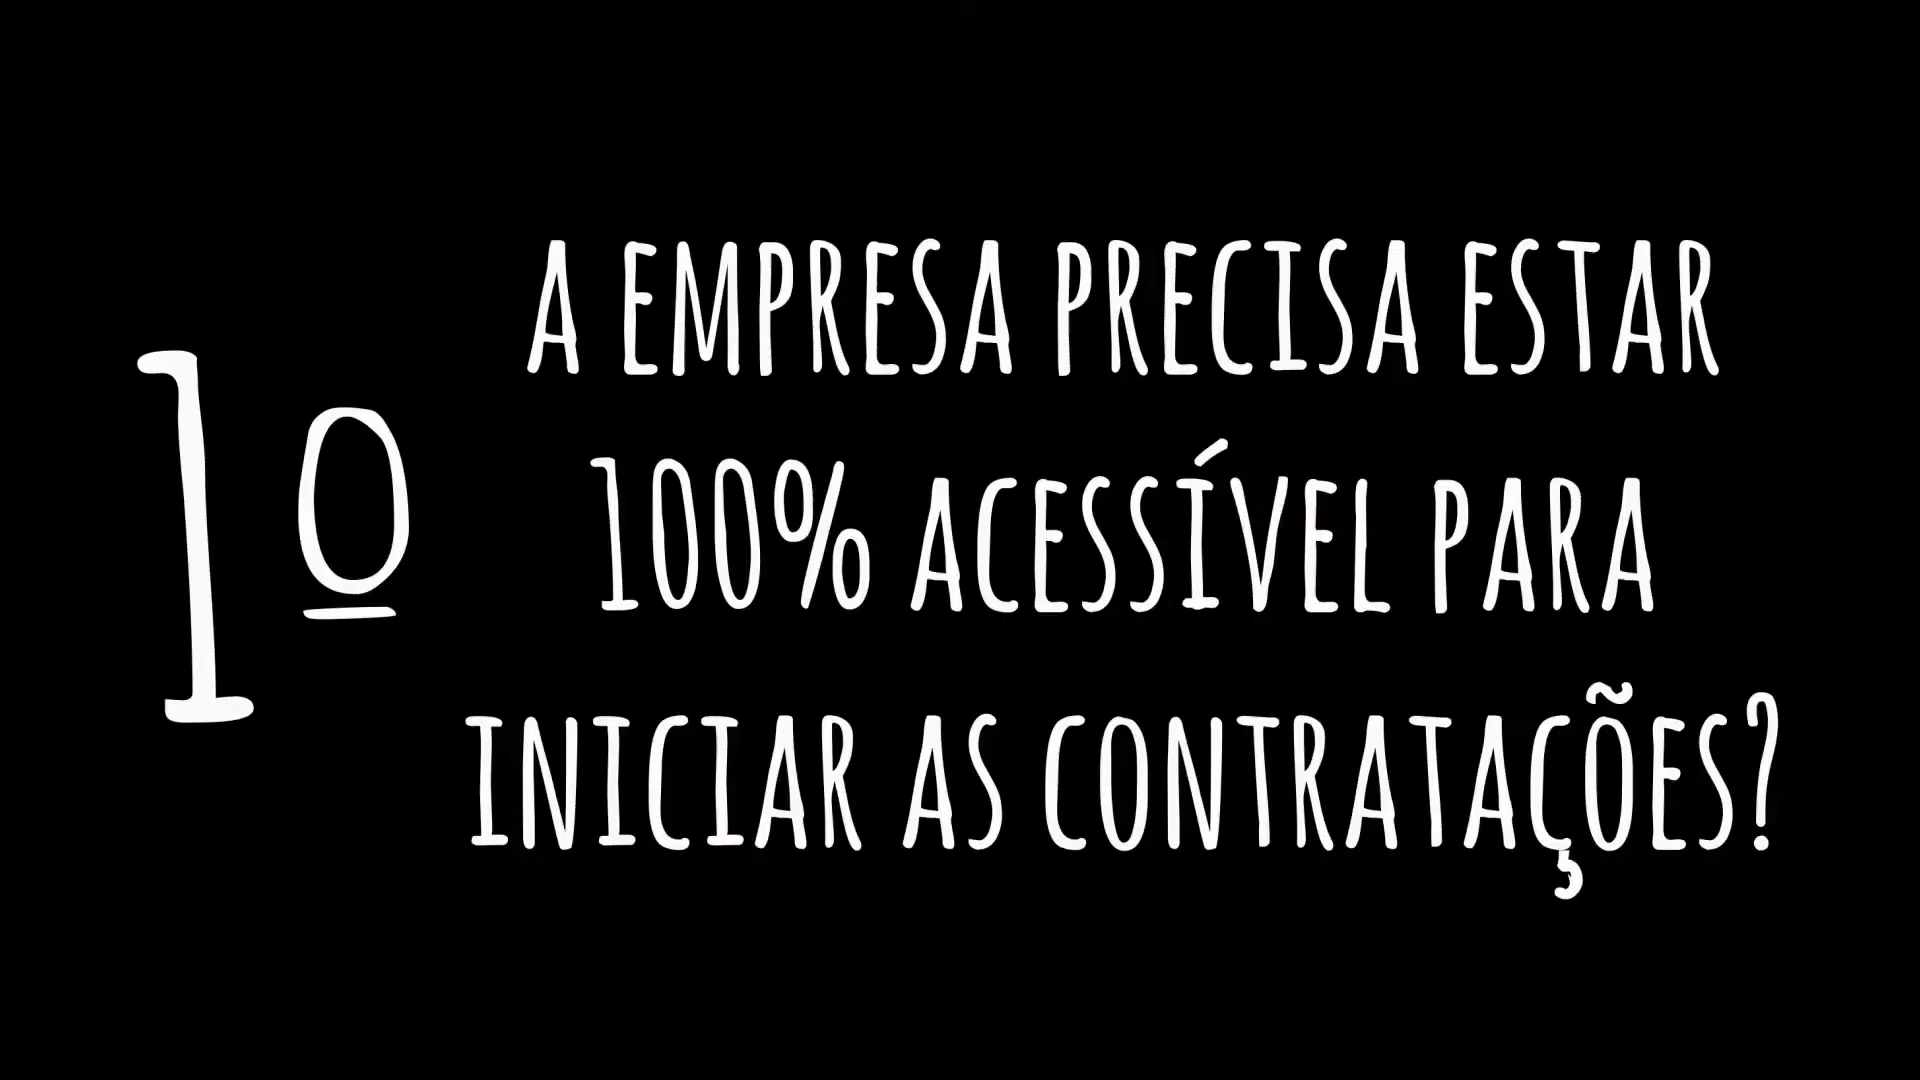 1º
A EMPRESA PRECISA ESTAR
100% ACESSÍVEL PARA
INICIAR AS CONTRATAÇÕES?